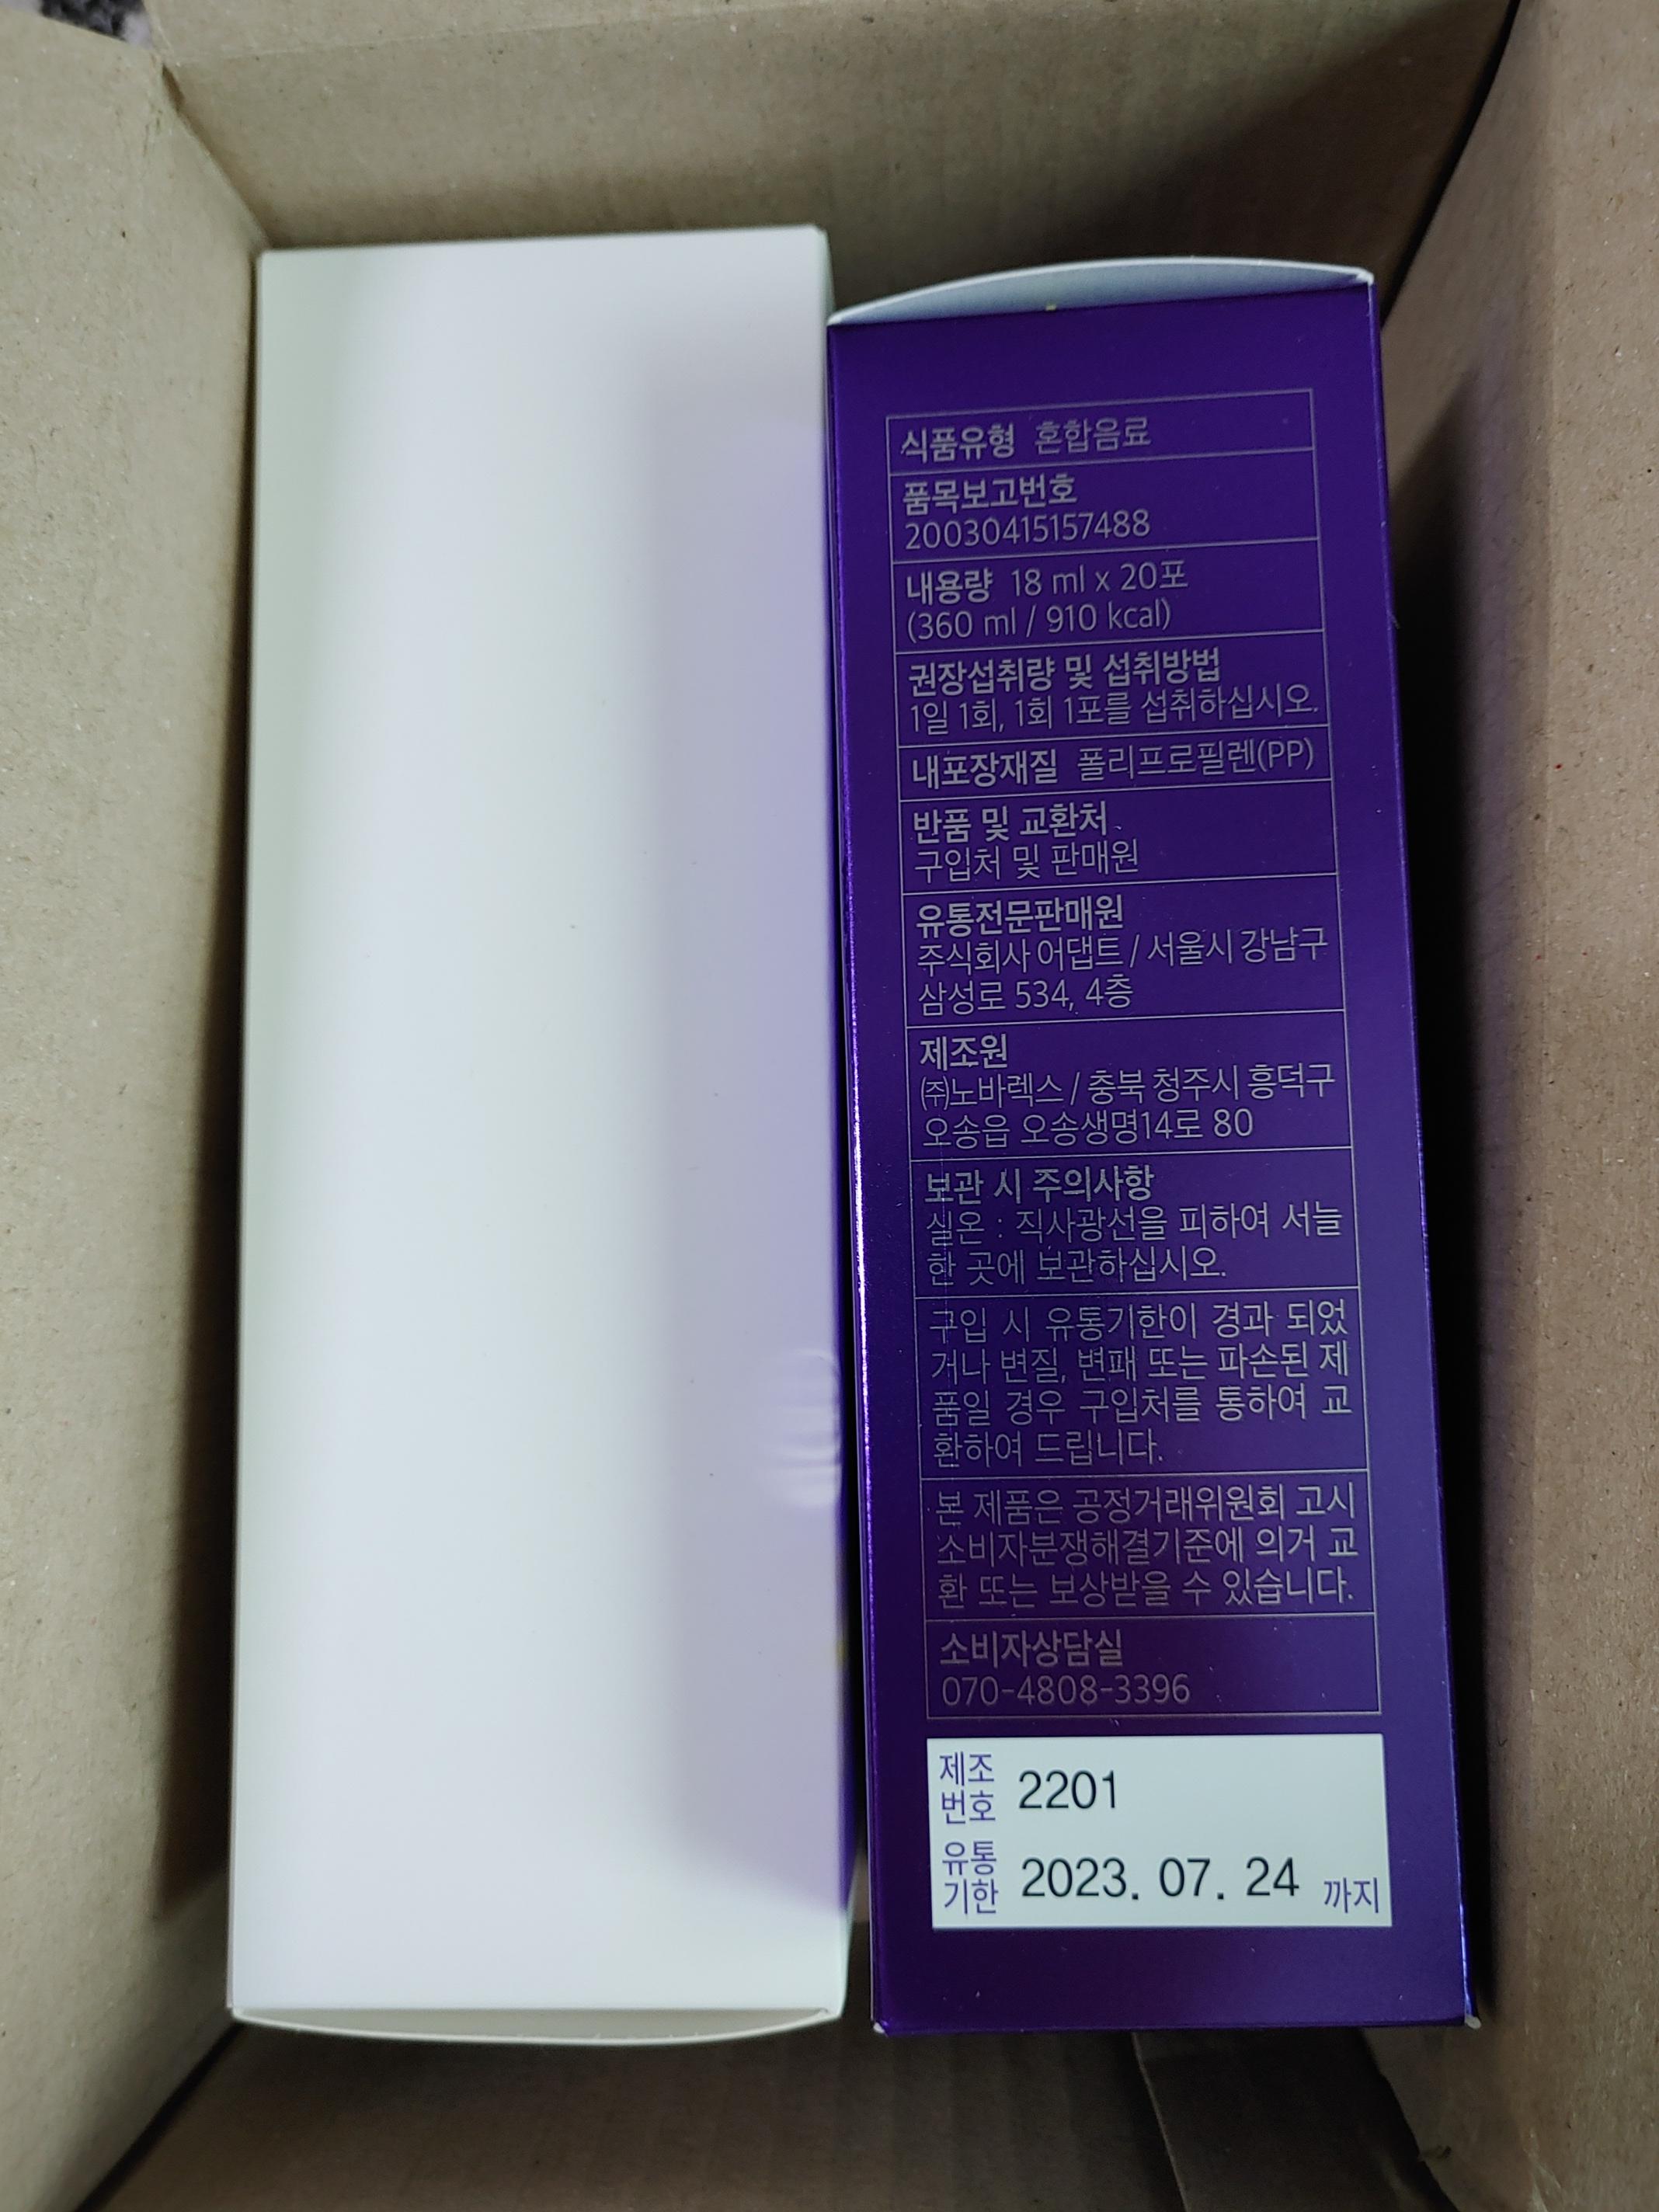 식품유형 혼합음료
품목보고번호
20030415157488
내용량 18 ml x 20포
(360 ml / 910 kcal)
권장섭취량 및 섭취방법
1일 1회, 1회 1포를 섭취하십시오.
내포장재질 폴리프로필렌(PP)
반품 및 교환처
구입처 및 판매원
유통전문판매원
주식회사 어댑트 / 서울시 강남구
삼성로 534, 4층
제조원
㈜노바렉스 / 충북 청주시 흥덕구
오송읍 오송생명14로 80
보관 시 주의사항
실온 : 직사광선을 피하여 서늘
한 곳에 보관하십시오.
구입 시 유통기한이 경과 되었
거나 변질, 변패 또는 파손된 제
품일 경우 구입처를 통하여 교
환하여 드립니다.
본 제품은 공정거래위원회 고시
소비자분쟁해결기준에 의거 교
환 또는 보상받을 수 있습니다.
소비자상담실
070-4808-3396
제조
번호 2201
유통
기한 2023. 07. 24 까지